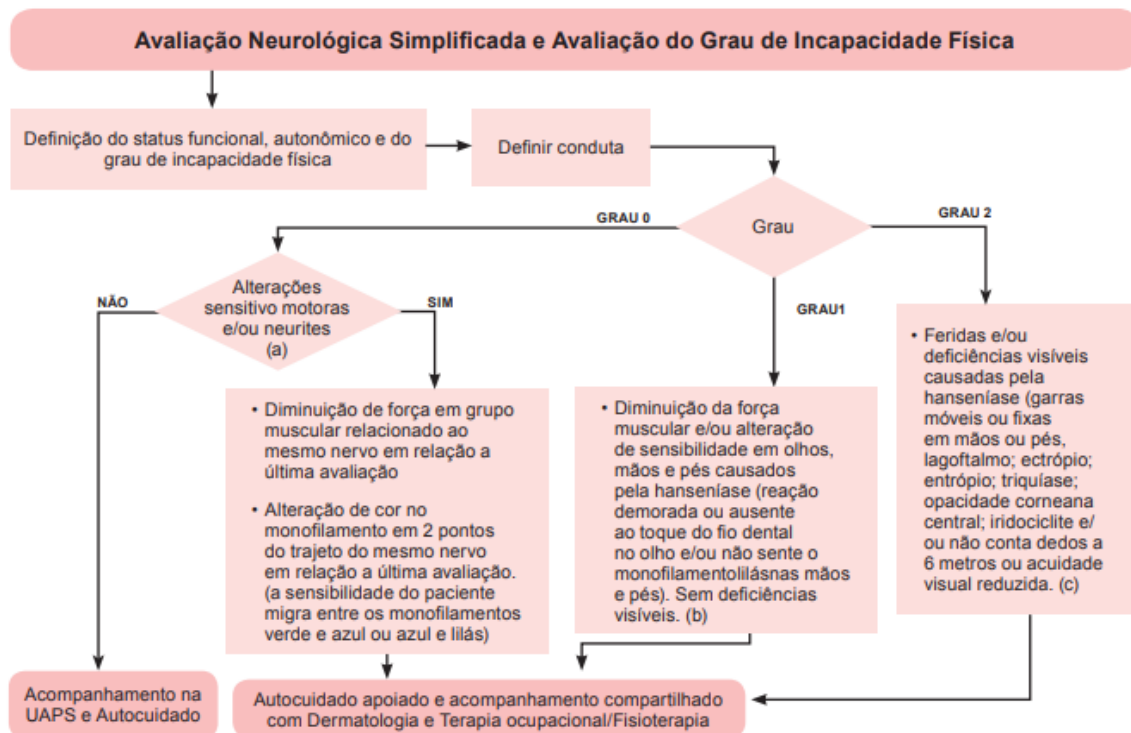 Avaliação Neurológica Simplificada e Avaliação do Grau de Incapacidade Física
Definição do status funcional, autonômico e do
grau de incapacidade física
Definir conduta
Grau
GRAU 0
GRAU 2
GRAU1
Alterações
sensitivo motoras
e/ou neurites
(a)
NÃO
SIM
• Diminuição de força em grupo
muscular relacionado ao
mesmo nervo em relação a
última avaliação
• Alteração de cor no
monofilamento em 2 pontos
do trajeto do mesmo nervo
em relação a última avaliação.
(a sensibilidade do paciente
migra entre os monofilamentos
verde e azul ou azul e lilás)
• Diminuição da força
muscular e/ou alteração
de sensibilidade em olhos,
mãos e pés causados
pela hanseníase (reação
demorada ou ausente
ao toque do fio dental
no olho e/ou não sente o
monofilamentolilásnas mãos
e pés). Sem deficiências
visíveis. (b)
• Feridas e/ou
deficiências visíveis
causadas pela
hanseníase (garras
móveis ou fixas
em mãos ou pés,
lagoftalmo; ectrópio;
entrópio; triquíase;
opacidade corneana
central; iridociclite e/
ou não conta dedos a
6 metros ou acuidade
visual reduzida. (c)
Acompanhamento na
UAPS e Autocuidado
Autocuidado apoiado e acompanhamento compartilhado
com Dermatologia e Terapia ocupacional/Fisioterapia